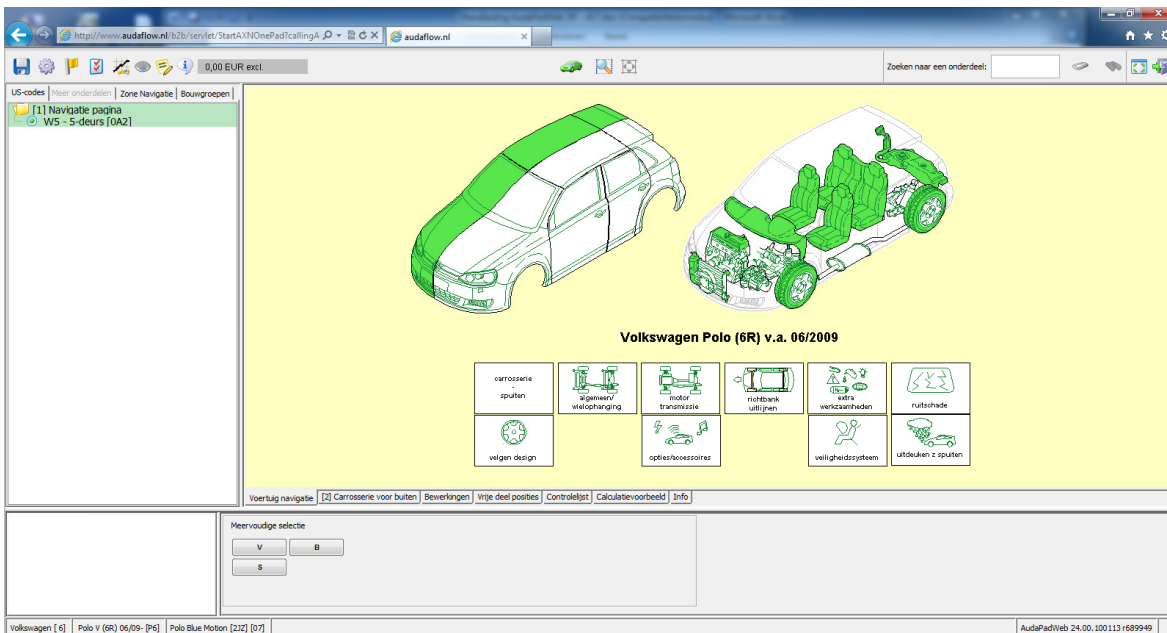 http://www.audaflow.nl/b2b/servlet/StartAXNOnePad?callingA
audaflow.nl
0,00 EUR excl.
Zoeken naar een onderdeel:
US-codes Meer onderdelen Zone Navigatie Bouwgroepen
[1] Navigatie pagina
W5 - 5-deurs [0A2]
Volkswagen Polo (6R) v.a. 06/2009
carrosserie
-
spuiten
algemeen/
wielophanging
motor
transmissie
richtbank
uitlijnen
extra
werkzaamheden
ruitschade
velgen design
opties/accessoires
veiligheidssysteem
uitdeuken z spuiten
Voertuig navigatie [2] Carrosserie voor buiten Bewerkingen Vrije deel posities Controlelijst Calculatievoorbeeld Info
Meervoudige selectie
V B
S
Volkswagen [ 6] Polo V (6R) 06/09- [P6] Polo Blue Motion [2JZ] [07] AudaPadWeb 24.00.100113 r689949